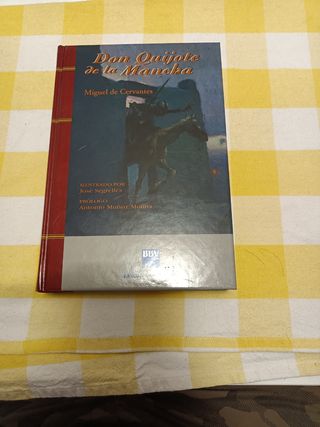 Don Quijote
de la Mancha
Miguel de Cervantes
ILUSTRADO POR
José Segrelles
PRÓLOGO
Antonio Muñoz Molina
BBV